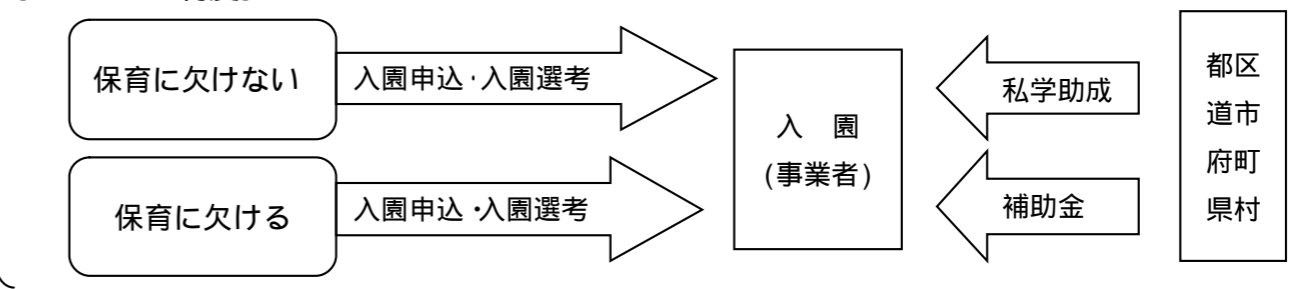 保育に欠けない
入園申込・入園選考
入 園
(事業者)
私学助成
都区
道市
府町
県村
保育に欠ける
入園申込・入園選考
補助金